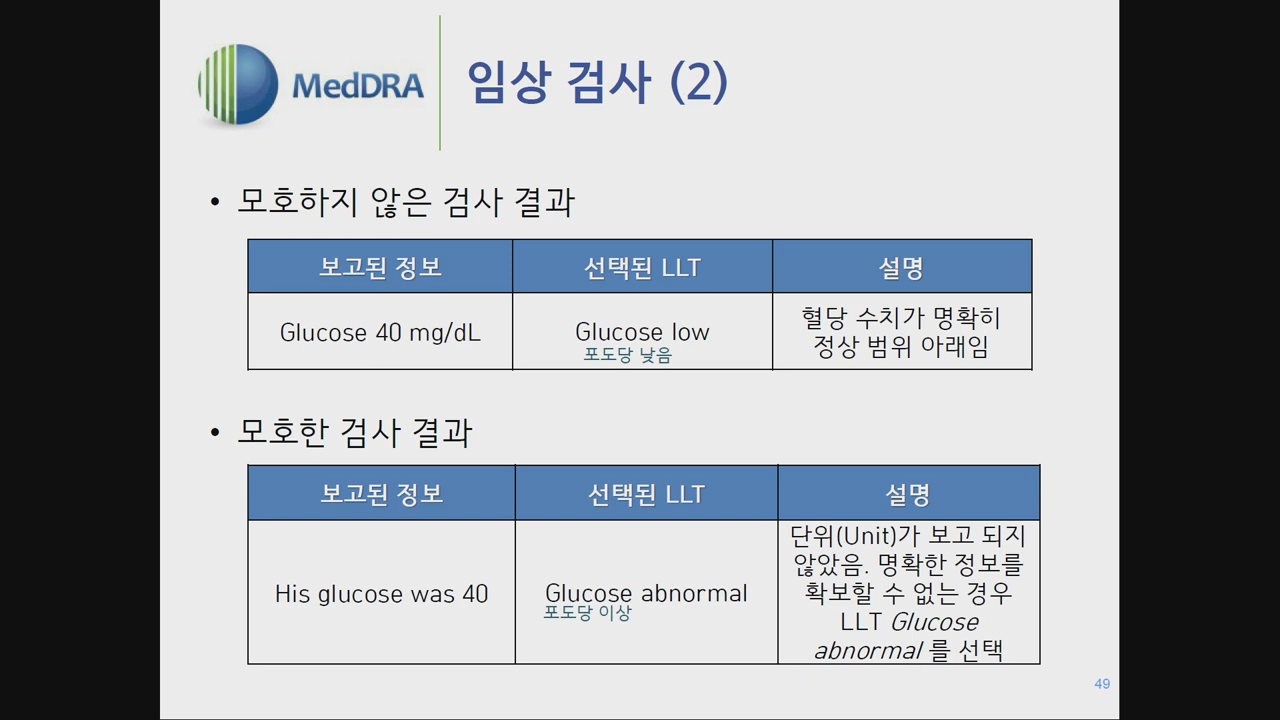 MedDRA
임상 검사 (2)
• 모호하지 않은 검사 결과
보고된 정보
선택된 LLT
설명
Glucose 40 mg/dL
Glucose low
포도당 낮음
혈당 수치가 명확히
정상 범위 아래임
• 모호한 검사 결과
보고된 정보
선택된 LLT
설명
His glucose was 40
Glucose abnormal
포도당 이상
단위(Unit)가 보고 되지
않았음. 명확한 정보를
확보할 수 없는 경우
LLT Glucose
abnormal 를 선택
49